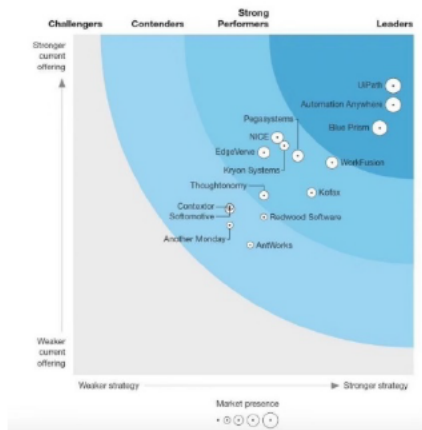 Challengers
Contenders
Strong
Performers
Leaders
Stronger
current
offering
UiPath
Automation Anywhere
Pegasystems
Blue Prism
NICE
EdgeVerve
WorkFusion
Kryon Systems
Thoughtonomy
Kofax
Contextor
Softomotive
Redwood Software
Another Monday
AntWorks
Weaker
current
offering
Weaker strategy
Stronger strategy
Market presence